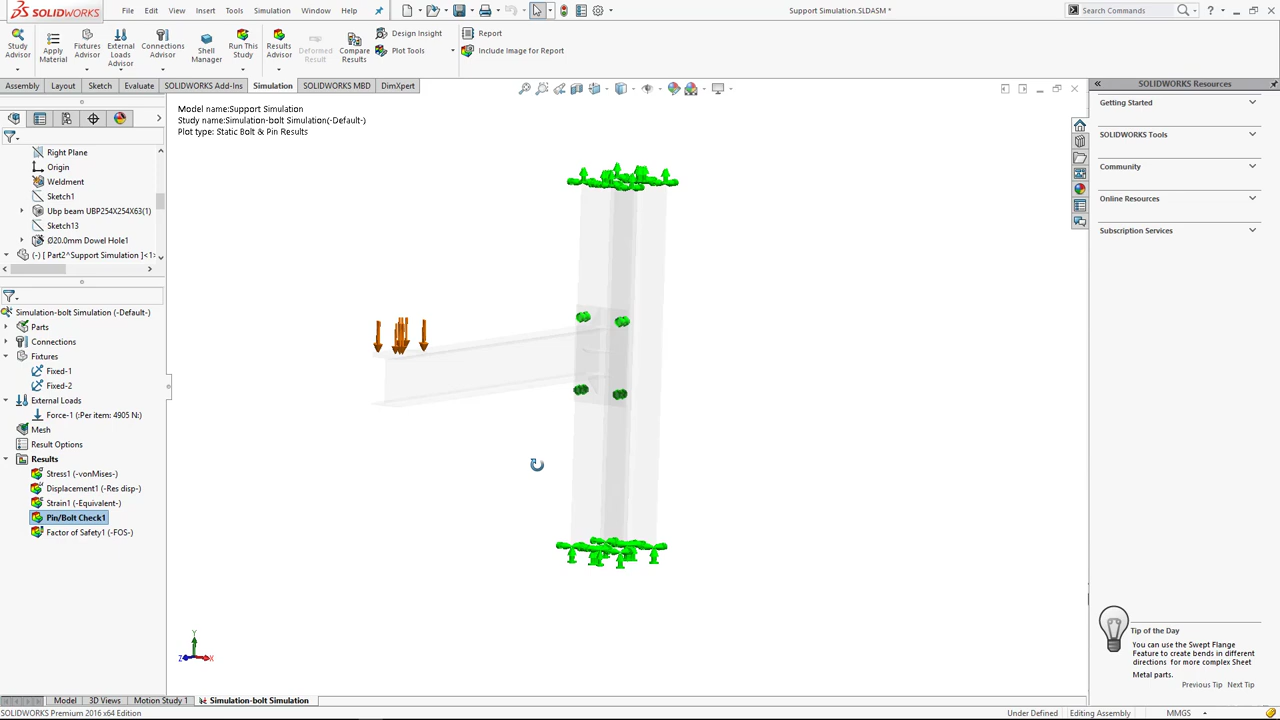 SOLIDWORKS
File
Edit
View
Insert
Tools
Simulation
Window
Help
Support Simulation.SLDASM *
Search Commands
Study Advisor
Apply Material
Fixtures Advisor
External Loads Advisor
Connections Advisor
Shell Manager
Run This Study
Results Advisor
Deformed Result
Compare Results
Design Insight
Plot Tools
Report
Include Image for Report
Assembly
Layout
Sketch
Evaluate
SOLIDWORKS Add-Ins
Simulation
SOLIDWORKS MBD
DimXpert
Model name:Support Simulation
Study name:Simulation-bolt Simulation(-Default-)
Plot type: Static Bolt & Pin Results
Right Plane
Origin
Weldment
Sketch1
Ubp beam UBP254X254X63(1)
Sketch13
Ø20.0mm Dowel Hole1
(-) [ Part2^Support Simulation ]<1>
Simulation-bolt Simulation (-Default-)
Parts
Connections
Fixtures
Fixed-1
Fixed-2
External Loads
Force-1 (:Per item: 4905 N:)
Mesh
Result Options
Results
Stress1 (-vonMises-)
Displacement1 (-Res disp-)
Strain1 (-Equivalent-)
Pin/Bolt Check1
Factor of Safety1 (-FOS-)
Y
Z
X
SOLIDWORKS Resources
Getting Started
SOLIDWORKS Tools
Community
Online Resources
Subscription Services
Tip of the Day
You can use the Swept Flange
Feature to create bends in different
directions for more complex Sheet
Metal parts.
Previous Tip Next Tip
Model
3D Views
Motion Study 1
Simulation-bolt Simulation
SOLIDWORKS Premium 2016 x64 Edition
Under Defined
Editing Assembly
MMGS